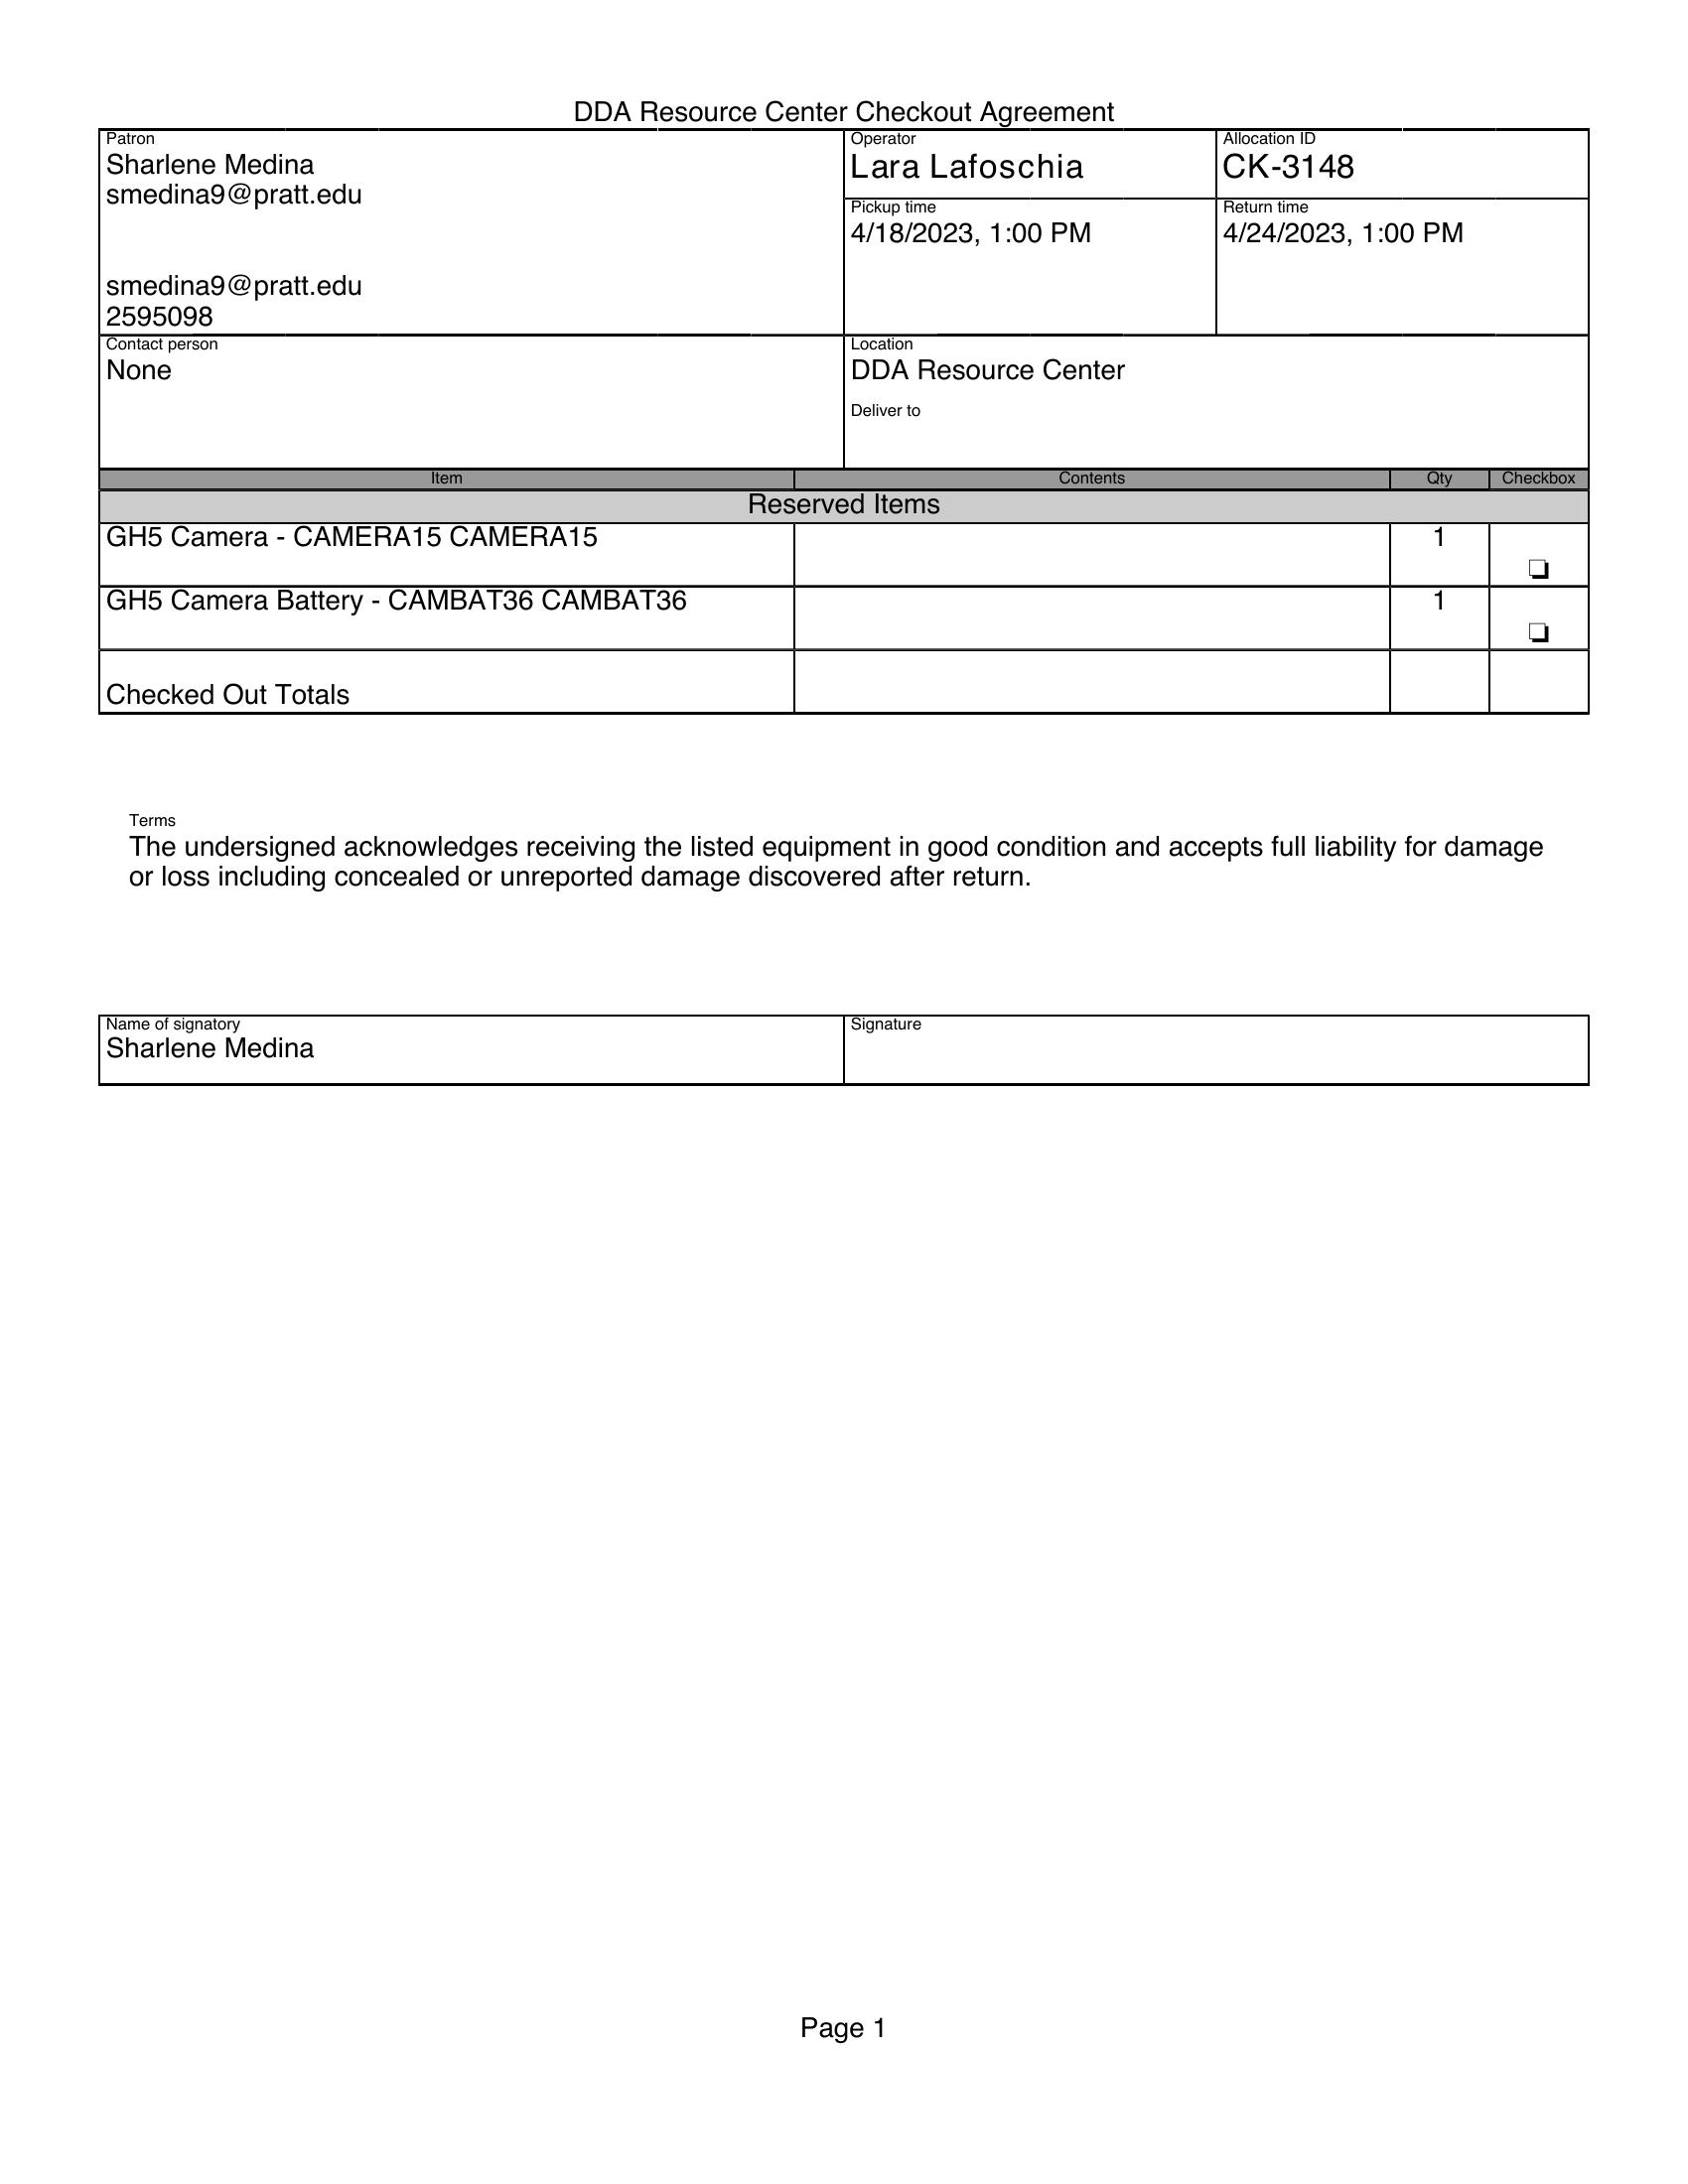 DDA Resource Center Checkout Agreement
Patron
Sharlene Medina
smedina9@pratt.edu
smedina9@pratt.edu
2595098
Operator
Lara Lafoschia
Allocation ID
CK-3148
Pickup time
4/18/2023, 1:00 PM
Return time
4/24/2023, 1:00 PM
Contact person
None
Location
DDA Resource Center
Deliver to
Item Contents Qty Checkbox
Reserved Items
GH5 Camera - CAMERA15 CAMERA15 1 ❏
GH5 Camera Battery - CAMBAT36 CAMBAT36 1 ❏
Checked Out Totals
Terms
The undersigned acknowledges receiving the listed equipment in good condition and accepts full liability for damage
or loss including concealed or unreported damage discovered after return.
Name of signatory
Sharlene Medina
Signature
Page 1